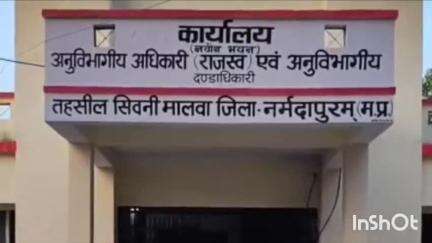 कार्यालय
(नवीन भवन)
अनुविभागीय अधिकारी (राजस्व) एवं अनुविभागीय
दण्डाधिकारी
तहसील सिवनी मालवा जिला-नर्मदापुरम् (म.प्र.)
InShOt